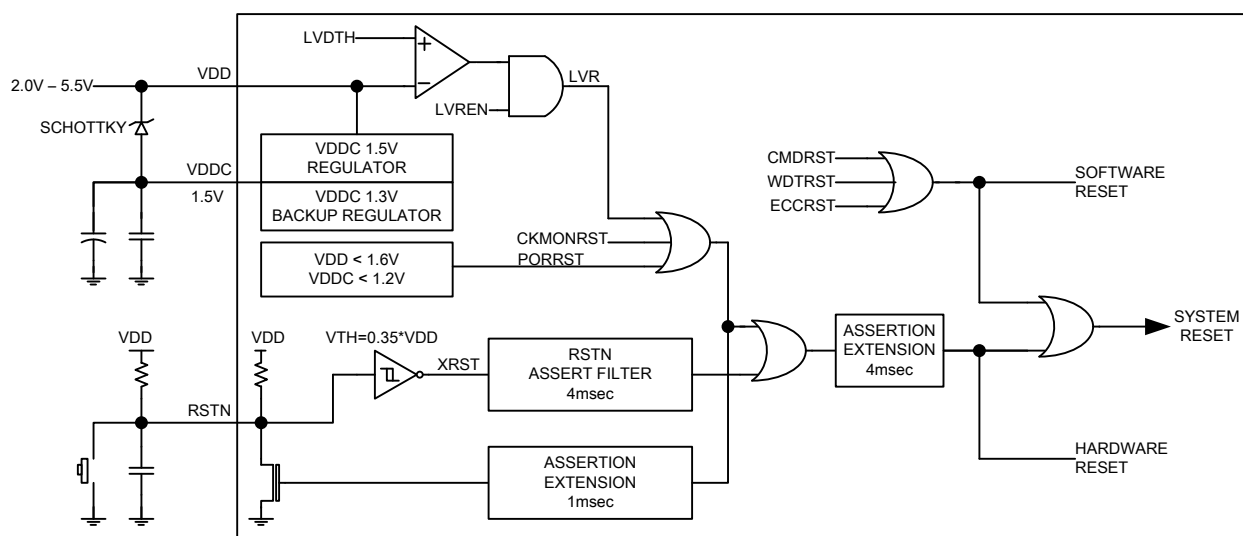 LVDTH
+
−
2.0V – 5.5V
VDD
LVR
LVREN
SCHOTTKY
VDDC 1.5V
REGULATOR
VDDC
1.5V
VDDC 1.3V
BACKUP REGULATOR
CMDRST
WDTRST
ECCRST
SOFTWARE
RESET
VDD < 1.6V
VDDC < 1.2V
CKMONRST
PORRST
VDD
VDD
VTH=0.35*VDD
XRST
RSTN
ASSERT FILTER
4msec
ASSERTION
EXTENSION
4msec
SYSTEM
RESET
RSTN
ASSERTION
EXTENSION
1msec
HARDWARE
RESET